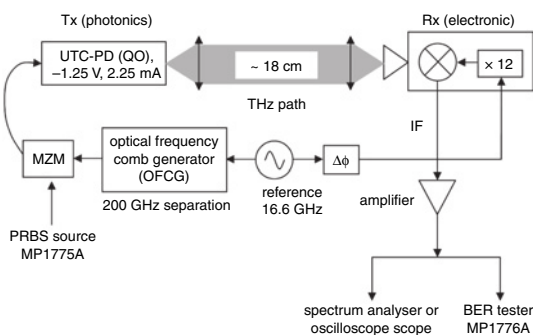 Tx (photonics)
Rx (electronic)
UTC-PD (QO),
–1.25 V, 2.25 mA
~ 18 cm
× 12
THz path
IF
MZM
optical frequency
comb generator
(OFCG)
Δϕ
reference
16.6 GHz
200 GHz separation
amplifier
PRBS source
MP1775A
spectrum analyser or
oscilloscope scope
BER tester
MP1776A